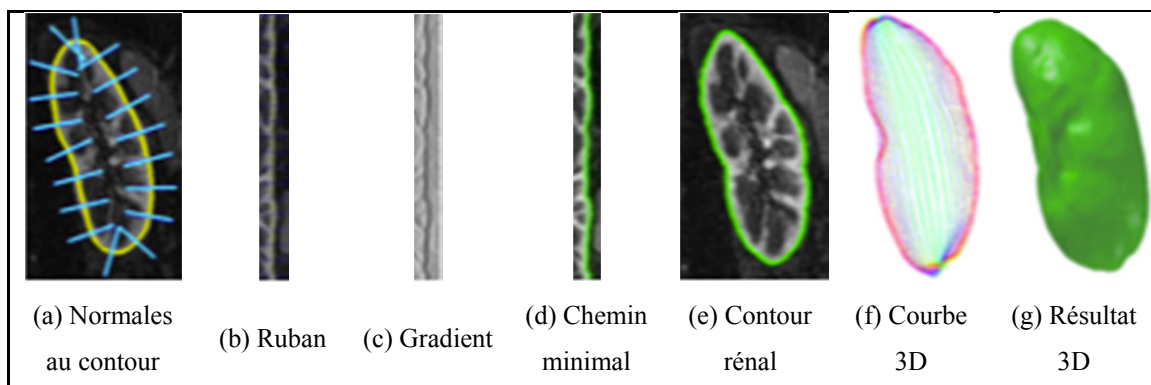 (a) Normales
au contour
(b) Ruban
(c) Gradient
(d) Chemin
minimal
(e) Contour
rénal
(f) Courbe
3D
(g) Résultat
3D